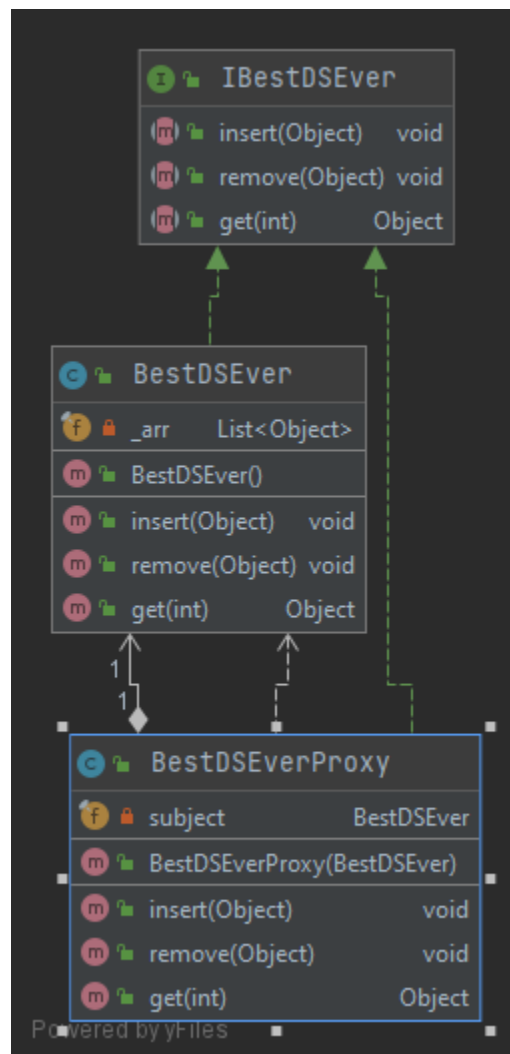 IBestDSEver
insert(Object) void
remove(Object) void
get(int) Object
BestDSEver
_arr List<Object>
BestDSEver()
insert(Object) void
remove(Object) void
get(int) Object
1
1
BestDSEverProxy
subject BestDSEver
BestDSEverProxy(BestDSEver)
insert(Object) void
remove(Object) void
get(int) Object
Powered by yFiles